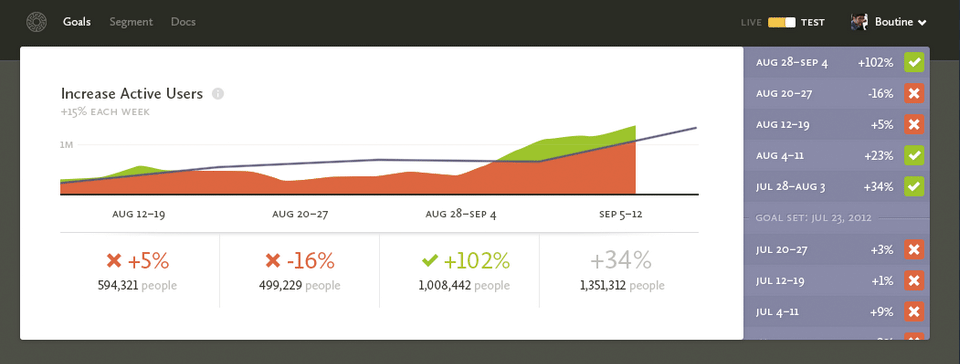 Goals Segment Docs LIVE TEST Boutine
Increase Active Users i
+15% EACH WEEK
1M
AUG 12–19 AUG 20–27 AUG 28–SEP 4 SEP 5–12
+5% -16% +102% +34%
594,321 people 499,229 people 1,008,442 people 1,351,312 people
AUG 28–SEP 4 +102%
AUG 20–27 -16%
AUG 12–19 +5%
AUG 4–11 +23%
JUL 28–AUG 3 +34%
GOAL SET: JUL 23, 2012
JUL 20–27 +3%
JUL 12–19 +1%
JUL 4–11 +9%